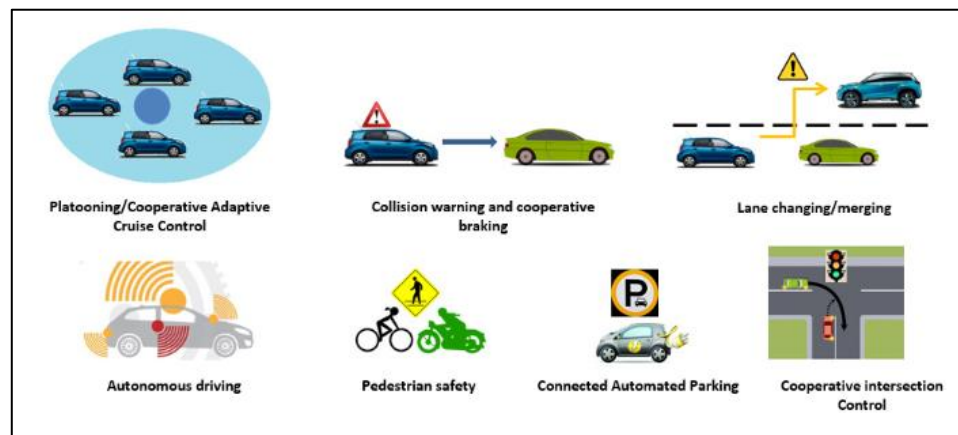 Platooning/Cooperative Adaptive
Cruise Control
Collision warning and cooperative
braking
Lane changing/merging
P
Autonomous driving
Pedestrian safety
Connected Automated Parking
Cooperative intersection
Control